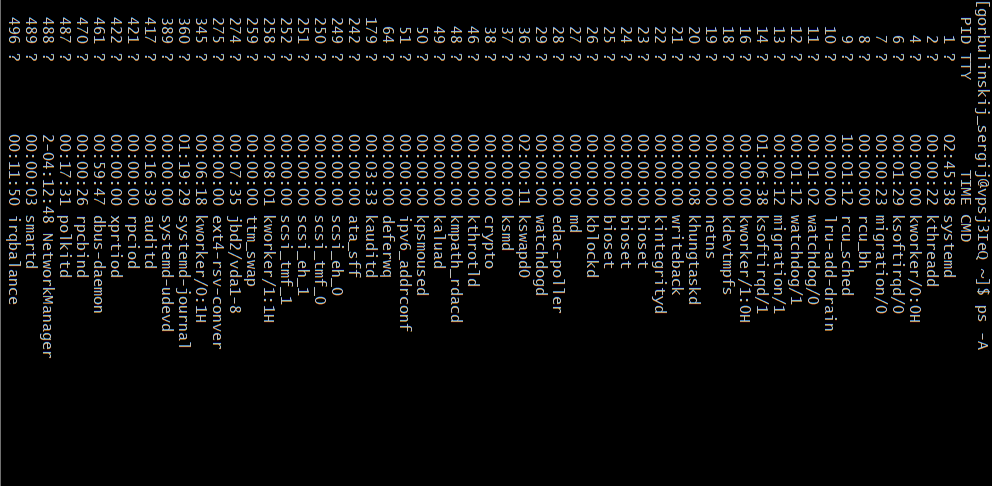 [gorbulinskij_sergij@vps31eQ ~]$ ps -A
PID TTY TIME CMD
1 ? 02:45:38 systemd
2 ? 00:00:22 kthreadd
4 ? 00:00:00 kworker/0:0H
6 ? 00:01:29 ksoftirqd/0
7 ? 00:00:23 migration/0
8 ? 00:00:00 rcu_bh
9 ? 10:01:12 rcu_sched
10 ? 00:00:00 lru-add-drain
11 ? 00:01:02 watchdog/0
12 ? 00:01:12 watchdog/1
13 ? 00:00:12 migration/1
14 ? 01:06:38 ksoftirqd/1
16 ? 00:00:00 kworker/1:0H
18 ? 00:00:00 kdevtmpfs
19 ? 00:00:00 netns
20 ? 00:00:08 khungtaskd
21 ? 00:00:00 writeback
22 ? 00:00:00 kintegrityd
23 ? 00:00:00 bioset
24 ? 00:00:00 bioset
25 ? 00:00:00 bioset
26 ? 00:00:00 kblockd
27 ? 00:00:00 md
28 ? 00:00:00 edac-poller
29 ? 00:00:00 watchdogd
36 ? 02:00:11 kswapd0
37 ? 00:00:00 ksmd
38 ? 00:00:00 crypto
46 ? 00:00:00 kthrotld
48 ? 00:00:00 kmpath_rdacd
49 ? 00:00:00 kaluad
50 ? 00:00:00 kpsmoused
51 ? 00:00:00 ipv6_addrconf
64 ? 00:00:00 deferwq
179 ? 00:03:33 kauditd
242 ? 00:00:00 ata_sff
249 ? 00:00:00 scsi_eh_0
250 ? 00:00:00 scsi_tmf_0
251 ? 00:00:00 scsi_eh_1
252 ? 00:00:00 scsi_tmf_1
258 ? 00:08:01 kworker/1:1H
259 ? 00:00:00 ttm_swap
274 ? 00:07:35 jbd2/vda1-8
275 ? 00:00:00 ext4-rsv-conver
345 ? 00:06:18 kworker/0:1H
360 ? 01:19:29 systemd-journal
389 ? 00:00:00 systemd-udevd
417 ? 00:16:39 auditd
421 ? 00:00:00 rpciod
422 ? 00:00:00 xprtiod
461 ? 00:59:47 dbus-daemon
470 ? 00:02:26 rpcbind
487 ? 00:17:31 polkitd
488 ? 2-04:12:48 NetworkManager
489 ? 00:00:03 smartd
496 ? 00:11:50 irqbalance